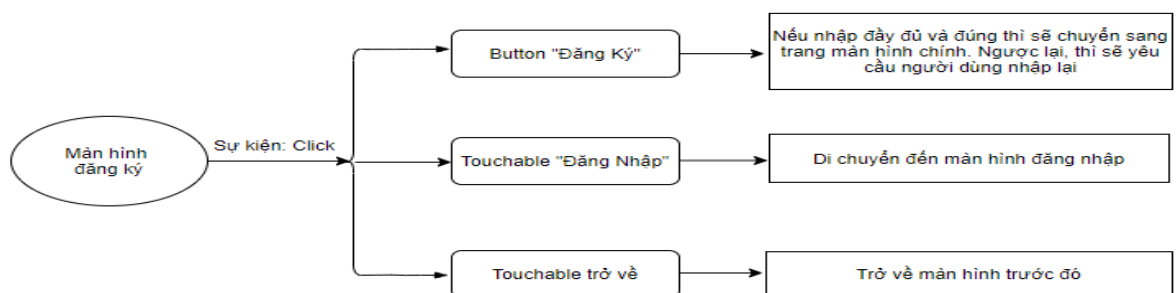 Màn hình
đăng ký
Sự kiện: Click
Button "Đăng Ký"
Nếu nhập đầy đủ và đúng thì sẽ chuyển sang
trang màn hình chính. Ngược lại, thì sẽ yêu
cầu người dùng nhập lại
Touchable "Đăng Nhập"
Di chuyển đến màn hình đăng nhập
Touchable trở về
Trở về màn hình trước đó